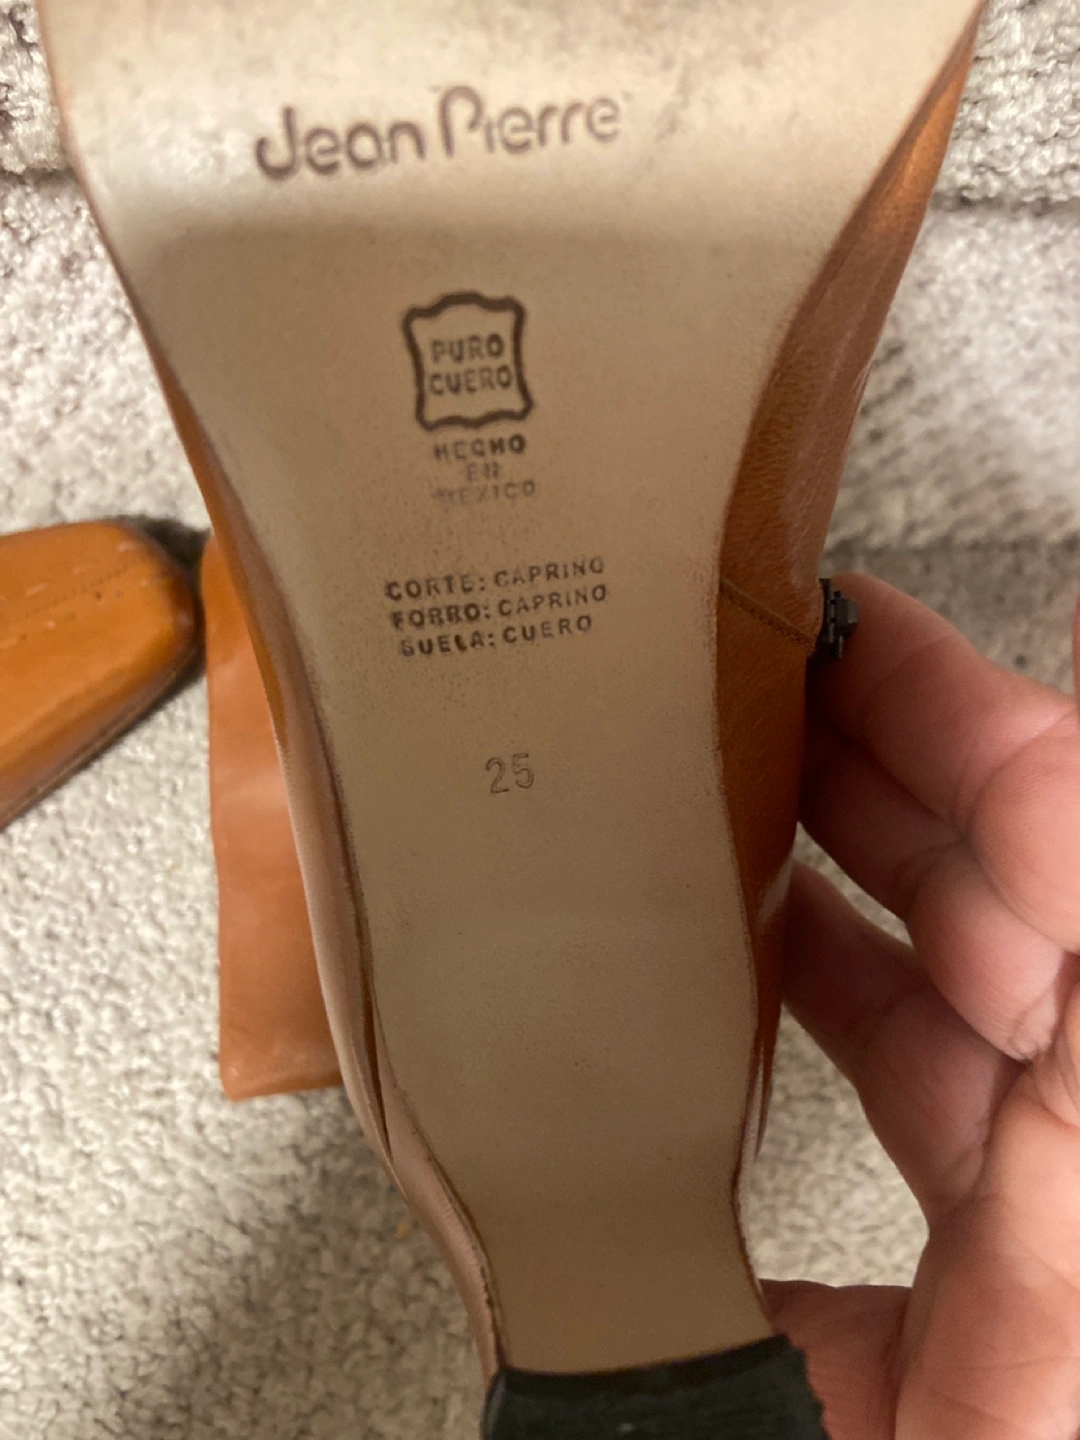 Jean Pierre
PURO
CUERO
HECHO
EN
MEXICO
CORTE: CAPRINO
FORRO: CAPRINO
SUELA: CUERO
25